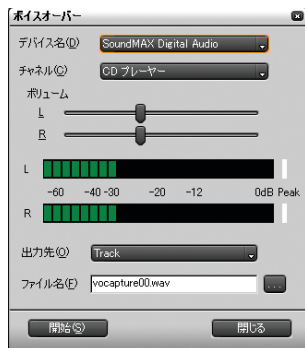 ボイスオーバー
デバイス名(D) SoundMAX Digital Audio
チャネル(C) CD プレーヤー
ボリューム
L
R
L
-60 -40 -30 -20 -12 0dB Peak
R
出力先(O) Track
ファイル名(F) vocapture00.wav ...
開始(S) 閉じる